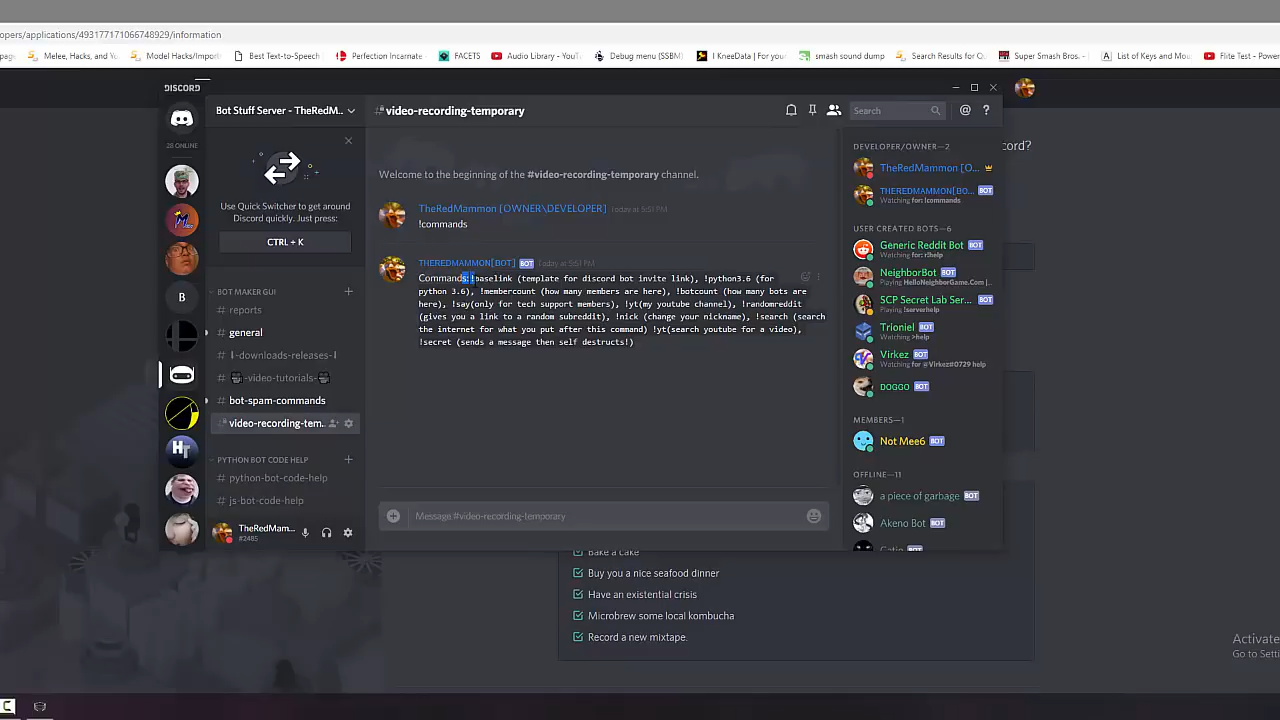 opers/applications/493177171066748929/information
page
Melee, Hacks, and Yo
Model Hacks/Import
Best Text-to-Speech
Perfection Incarnate
FACETS
Audio Library - YouT
Debug menu (SSBM)
I KneeData | For your
smash sound dump
Search Results for
Super Smash Bros.
List of Keys and Mou
Flite Test - Power
DISCORD
Bot Stuff Server - TheRedM...
#video-recording-temporary
Search
28 ONLINE
Use Quick Switcher to get around
Discord quickly. Just press:
CTRL + K
BOT MAKER GUI
# reports
# general
# |-downloads-releases-|
# -video-tutorials-
# bot-spam-commands
video-recording-tem...
PYTHON BOT CODE HELP
# python-bot-code-help
# js-bot-code-help
TheRedMam...
#2485
Welcome to the beginning of the #video-recording-temporary channel.
TheRedMammon [OWNER\DEVELOPER] Today at 5:51 PM
!commands
THEREDMAMMON[BOT] BOT Today at 5:51 PM
Commands: !baselink (template for discord bot invite link), !python3.6 (for
python 3.6), !membercount (how many members are here), !botcount (how many bots are
here), !say(only for tech support members), !yt(my youtube channel), !randomreddit
(gives you a link to a random subreddit), !nick (change your nickname), !search (search
the internet for what you put after this command) !yt(search youtube for a video),
!secret (sends a message then self destructs!)
Message #video-recording-temporary
DEVELOPER/OWNER—2
TheRedMammon [O...
THEREDMAMMON[BO... BOT
Watching for: !commands
USER CREATED BOTS—6
Generic Reddit Bot BOT
Watching for: r!help
NeighborBot BOT
Playing HelloNeighborGame.Com |...
SCP Secret Lab Ser... BOT
Playing !serverhelp
Trioniel BOT
Watching >help
Virkez BOT
Watching for @Virkez#0729 help
DOGGO BOT
MEMBERS—1
Not Mee6 BOT
OFFLINE—11
a piece of garbage BOT
Akeno Bot BOT
BOT
cord?
Bake a cake
Buy you a nice seafood dinner
Have an existential crisis
Microbrew some local kombucha
Record a new mixtape.
Activate
Go to Setti